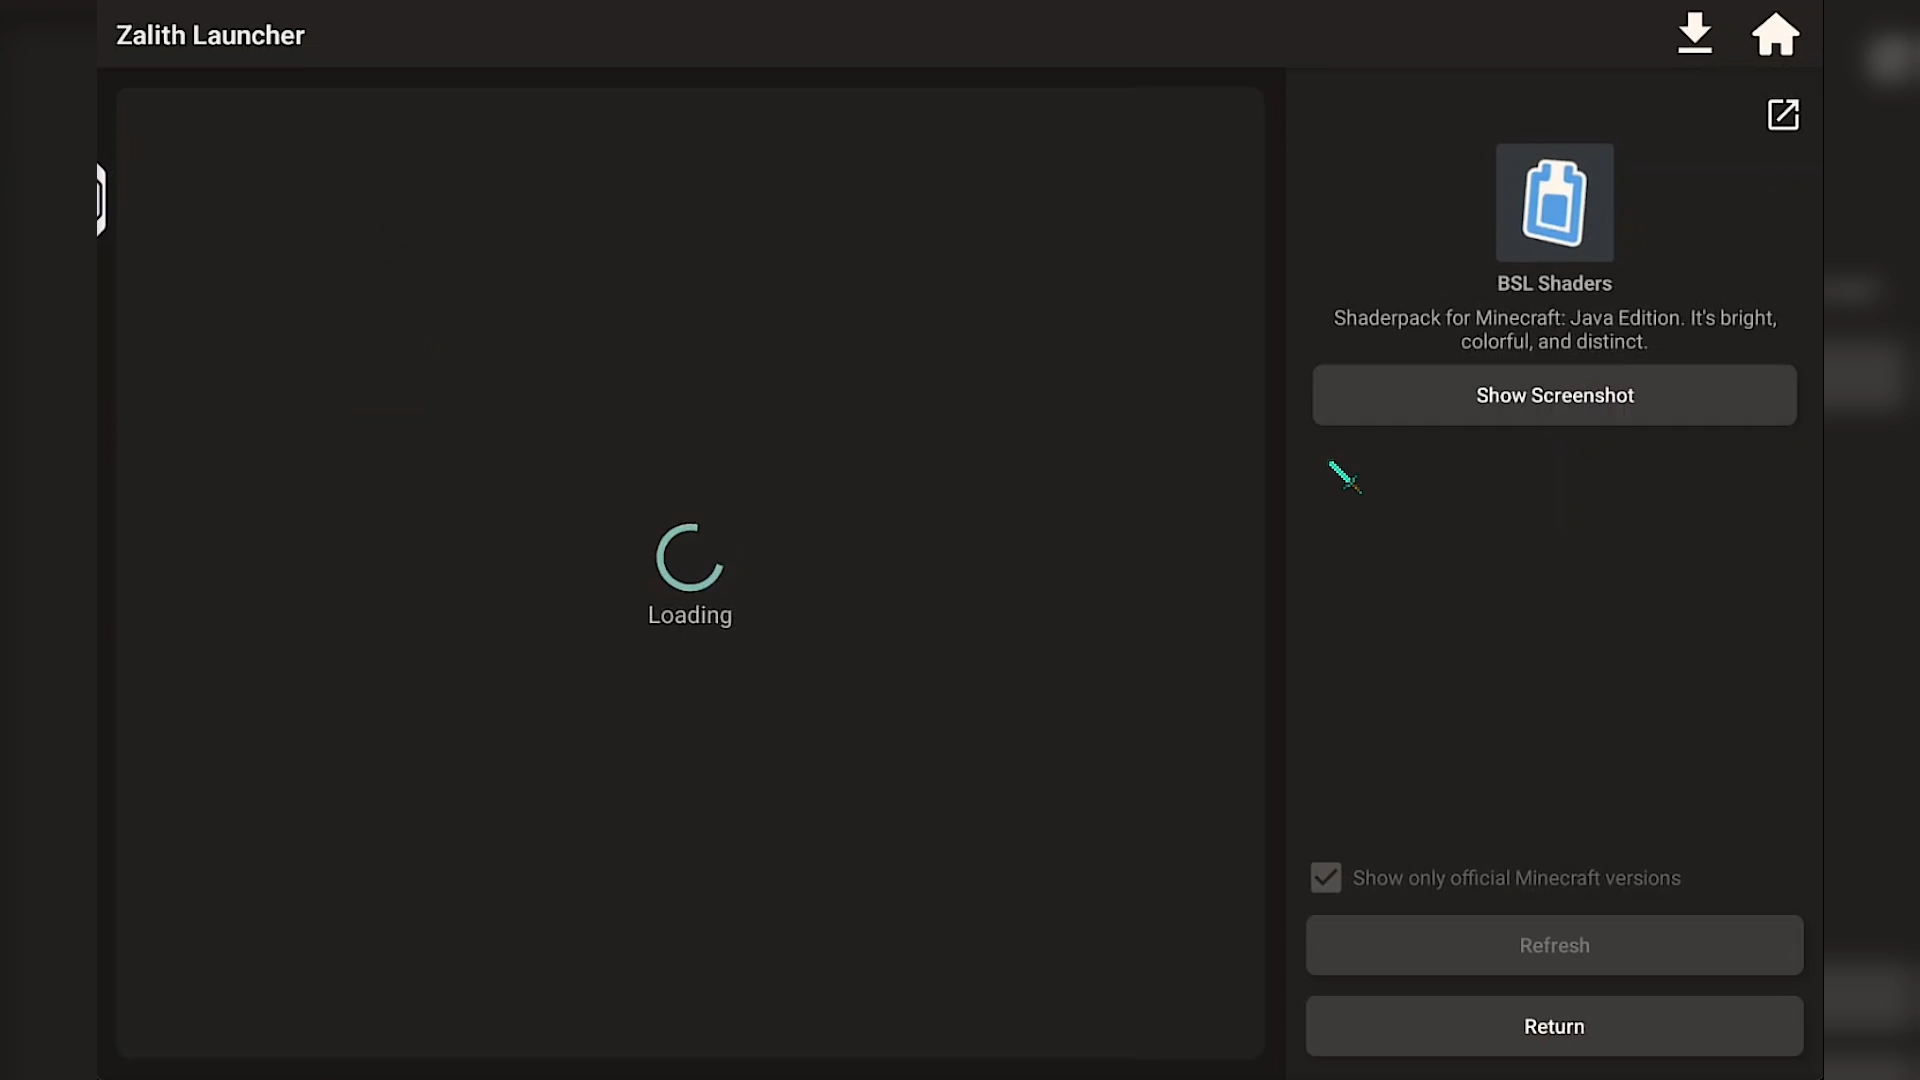 Zalith Launcher
BSL Shaders
Shaderpack for Minecraft: Java Edition. It's bright,
colorful, and distinct.
Show Screenshot
Loading
Show only official Minecraft versions
Refresh
Return